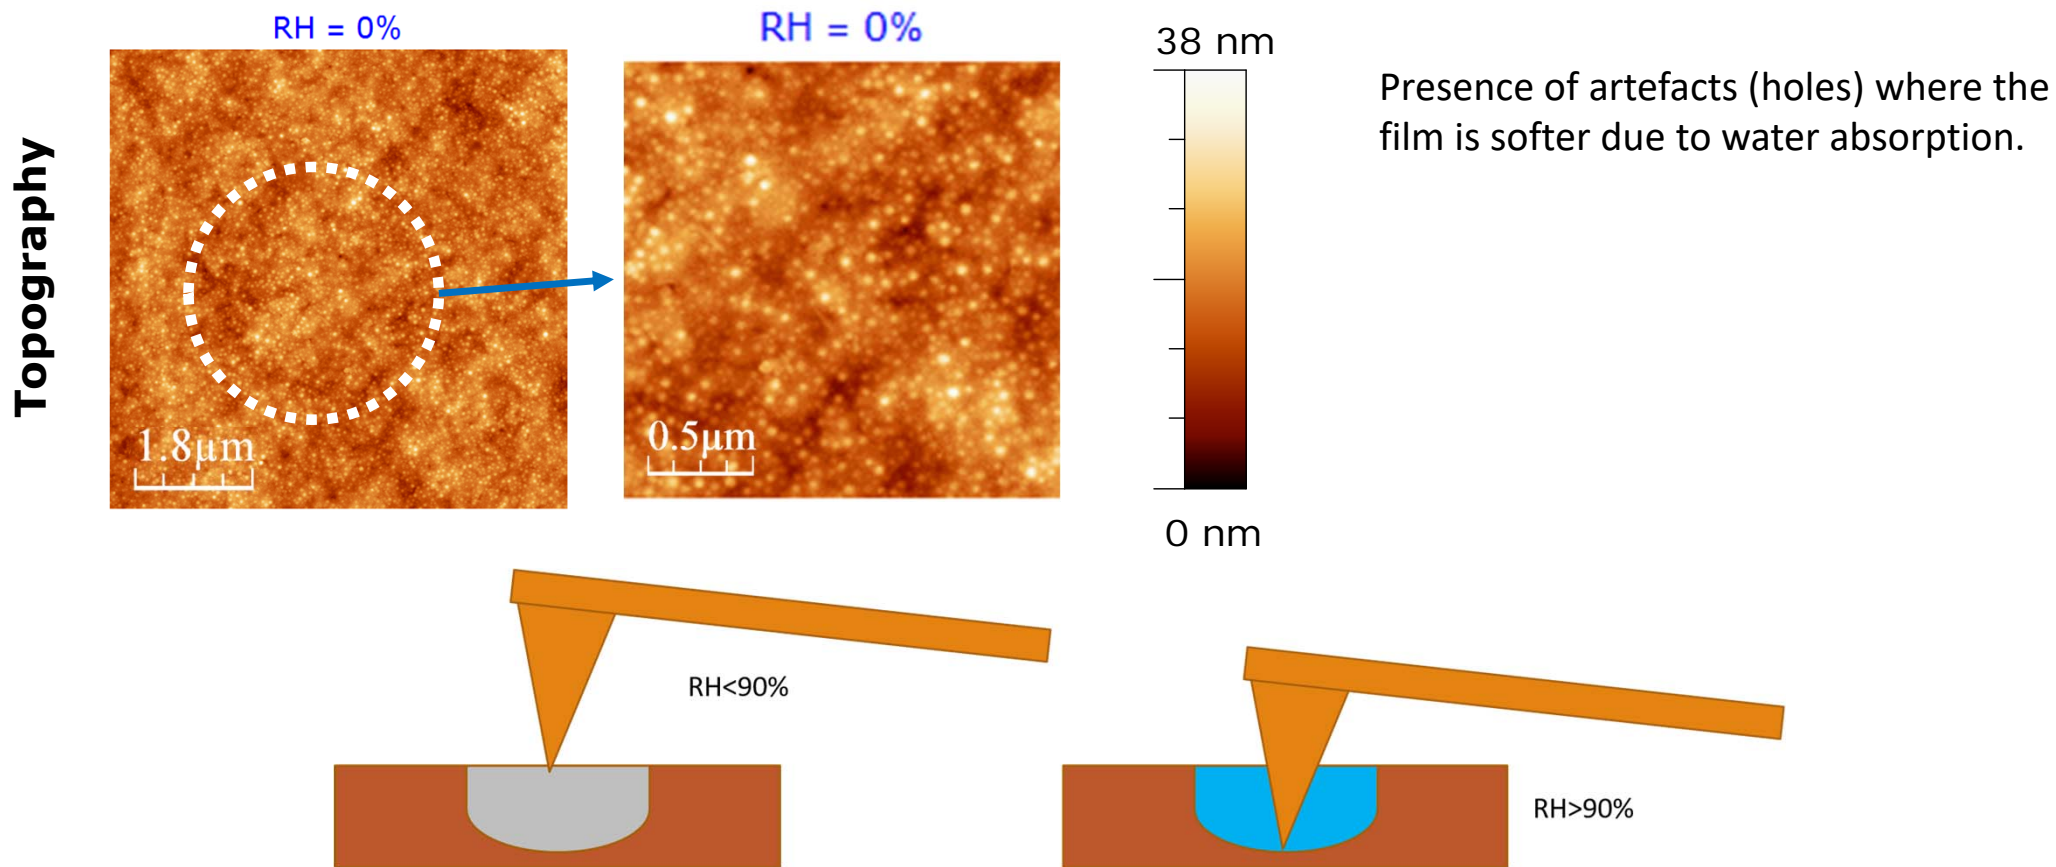 RH = 0%
RH = 0%
38 nm
Presence of artefacts (holes) where the
film is softer due to water absorption.
Topography
1.8μm
0.5μm
0 nm
RH<90%
RH>90%